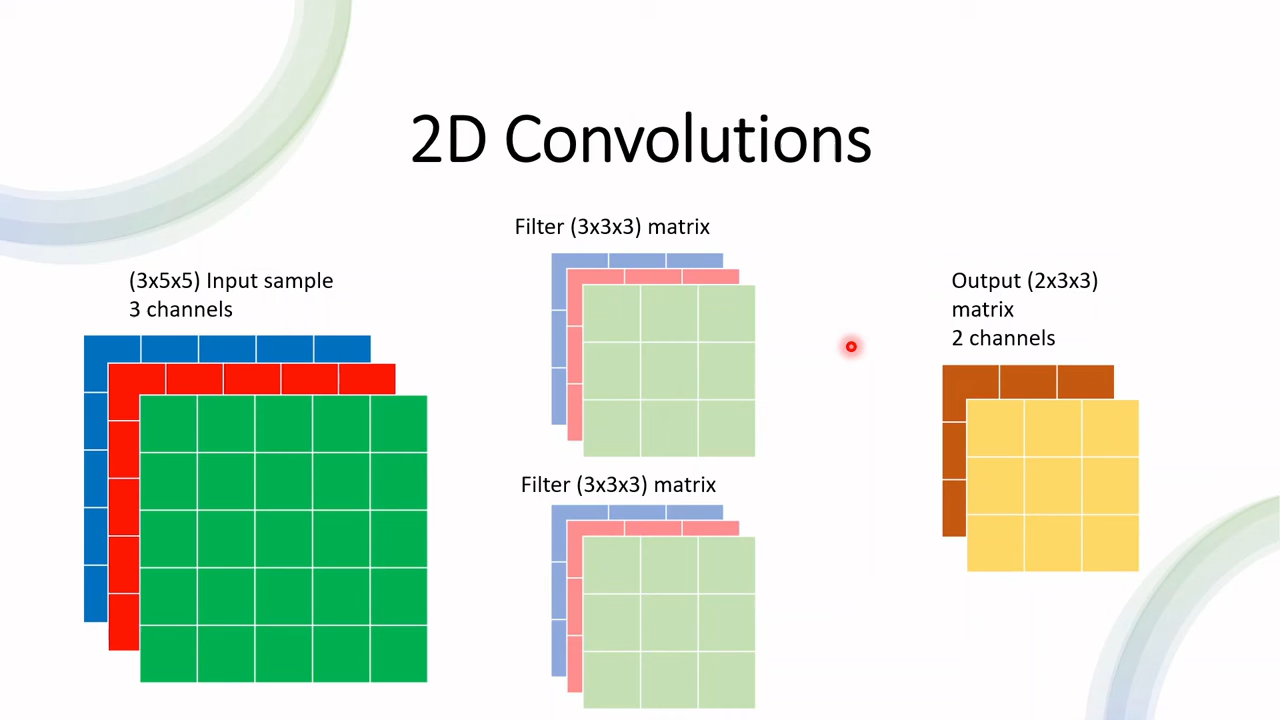 2D Convolutions
Filter (3x3x3) matrix
(3x5x5) Input sample
3 channels
Output (2x3x3)
matrix
2 channels
Filter (3x3x3) matrix